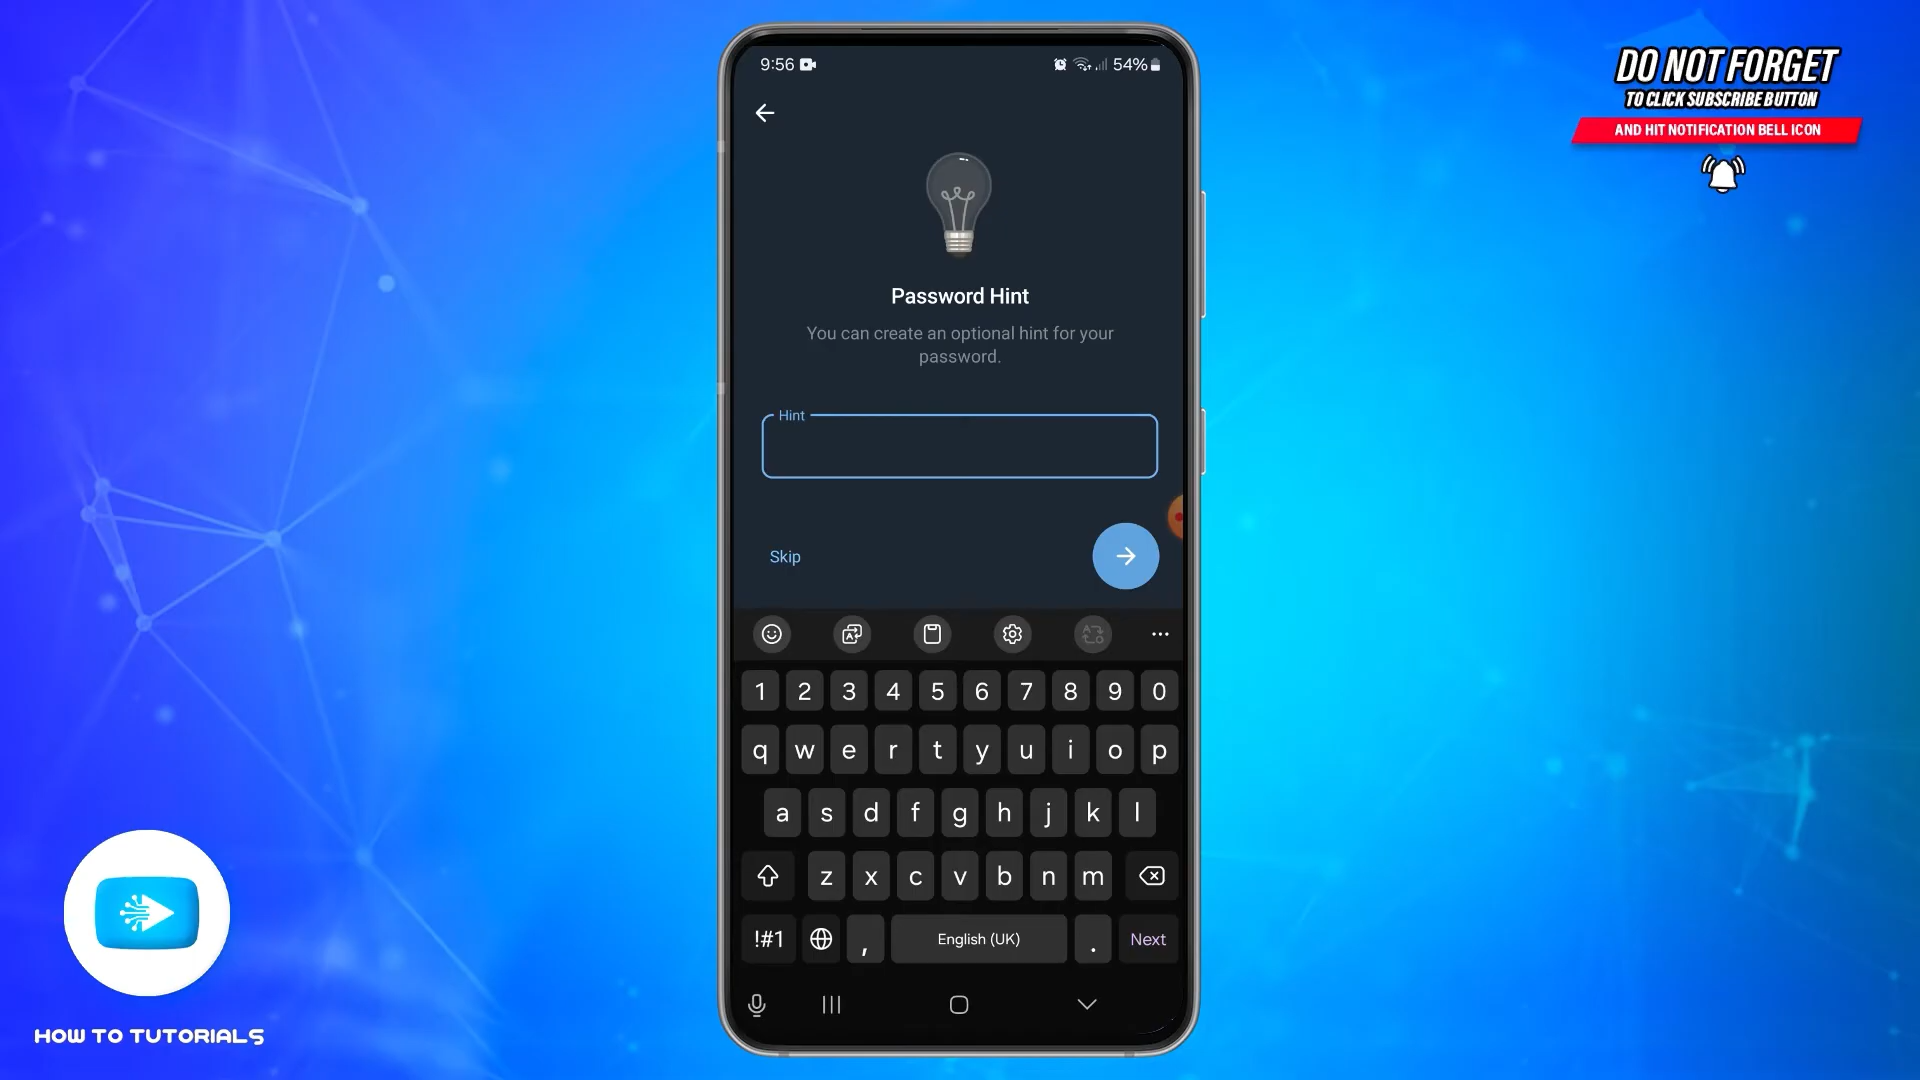 DO NOT FORGET
TO CLICK SUBSCRIBE BUTTON
AND HIT NOTIFICATION BELL ICON
9:56
54%
Password Hint
You can create an optional hint for your
password.
Hint
Skip
1 2 3 4 5 6 7 8 9 0
q w e r t y u i o p
a s d f g h j k l
z x c v b n m
!#1 , English (UK) . Next
HOW TO TUTORIALS